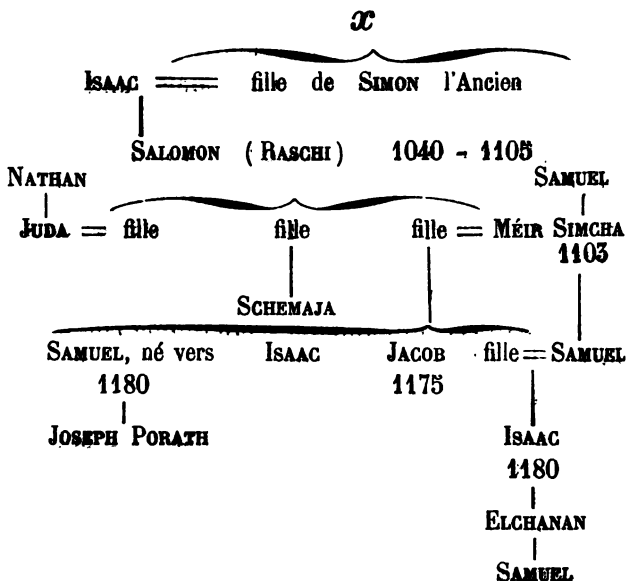 x
ISAAC = fille de SIMON l'Ancien
SALOMON (RASCHI) 1040 - 1105
NATHAN SAMUEL
JUDA = fille fille fille = MÉIR SIMCHA
1103
SCHEMAJA
SAMUEL, né vers ISAAC JACOB fille = SAMUEL
1180 1175
JOSEPH PORATH ISAAC
1180
ELCHANAN
SAMUEL